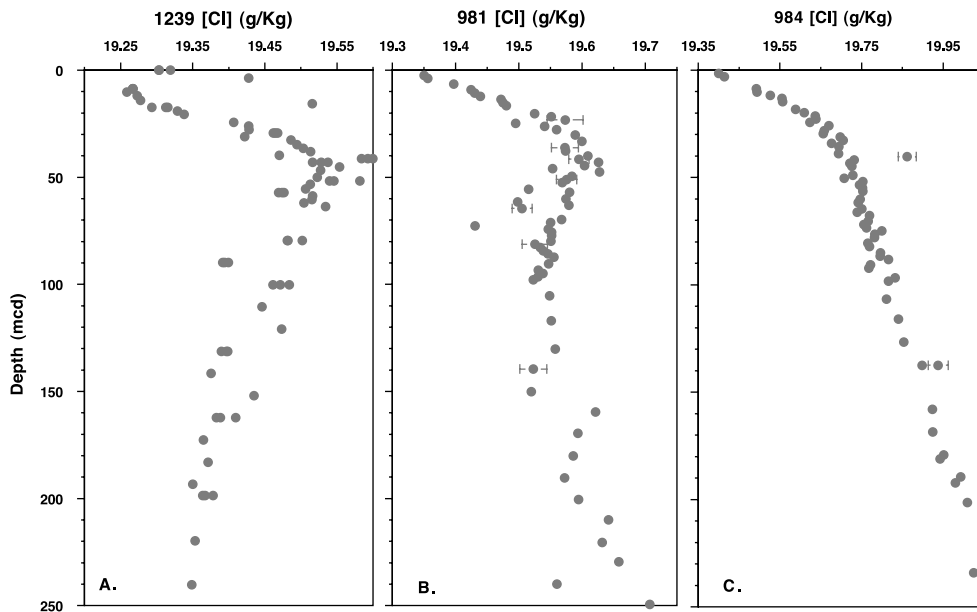 1239 [Cl] (g/Kg) 981 [Cl] (g/Kg) 984 [Cl] (g/Kg)
19.25 19.35 19.45 19.55 19.3 19.4 19.5 19.6 19.7 19.35 19.55 19.75 19.95
0
50
100
Depth (mcd)
150
200
A. B. C.
250